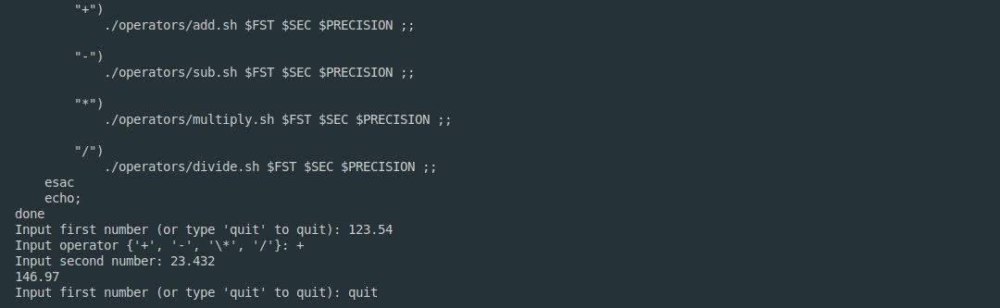 "+")
./operators/add.sh $FST $SEC $PRECISION ;;
"-")
./operators/sub.sh $FST $SEC $PRECISION ;;
"*")
./operators/multiply.sh $FST $SEC $PRECISION ;;
"/")
./operators/divide.sh $FST $SEC $PRECISION ;;
esac
echo;
done
Input first number (or type 'quit' to quit): 123.54
Input operator {'+', '-', '\*', '/'}: +
Input second number: 23.432
146.97
Input first number (or type 'quit' to quit): quit